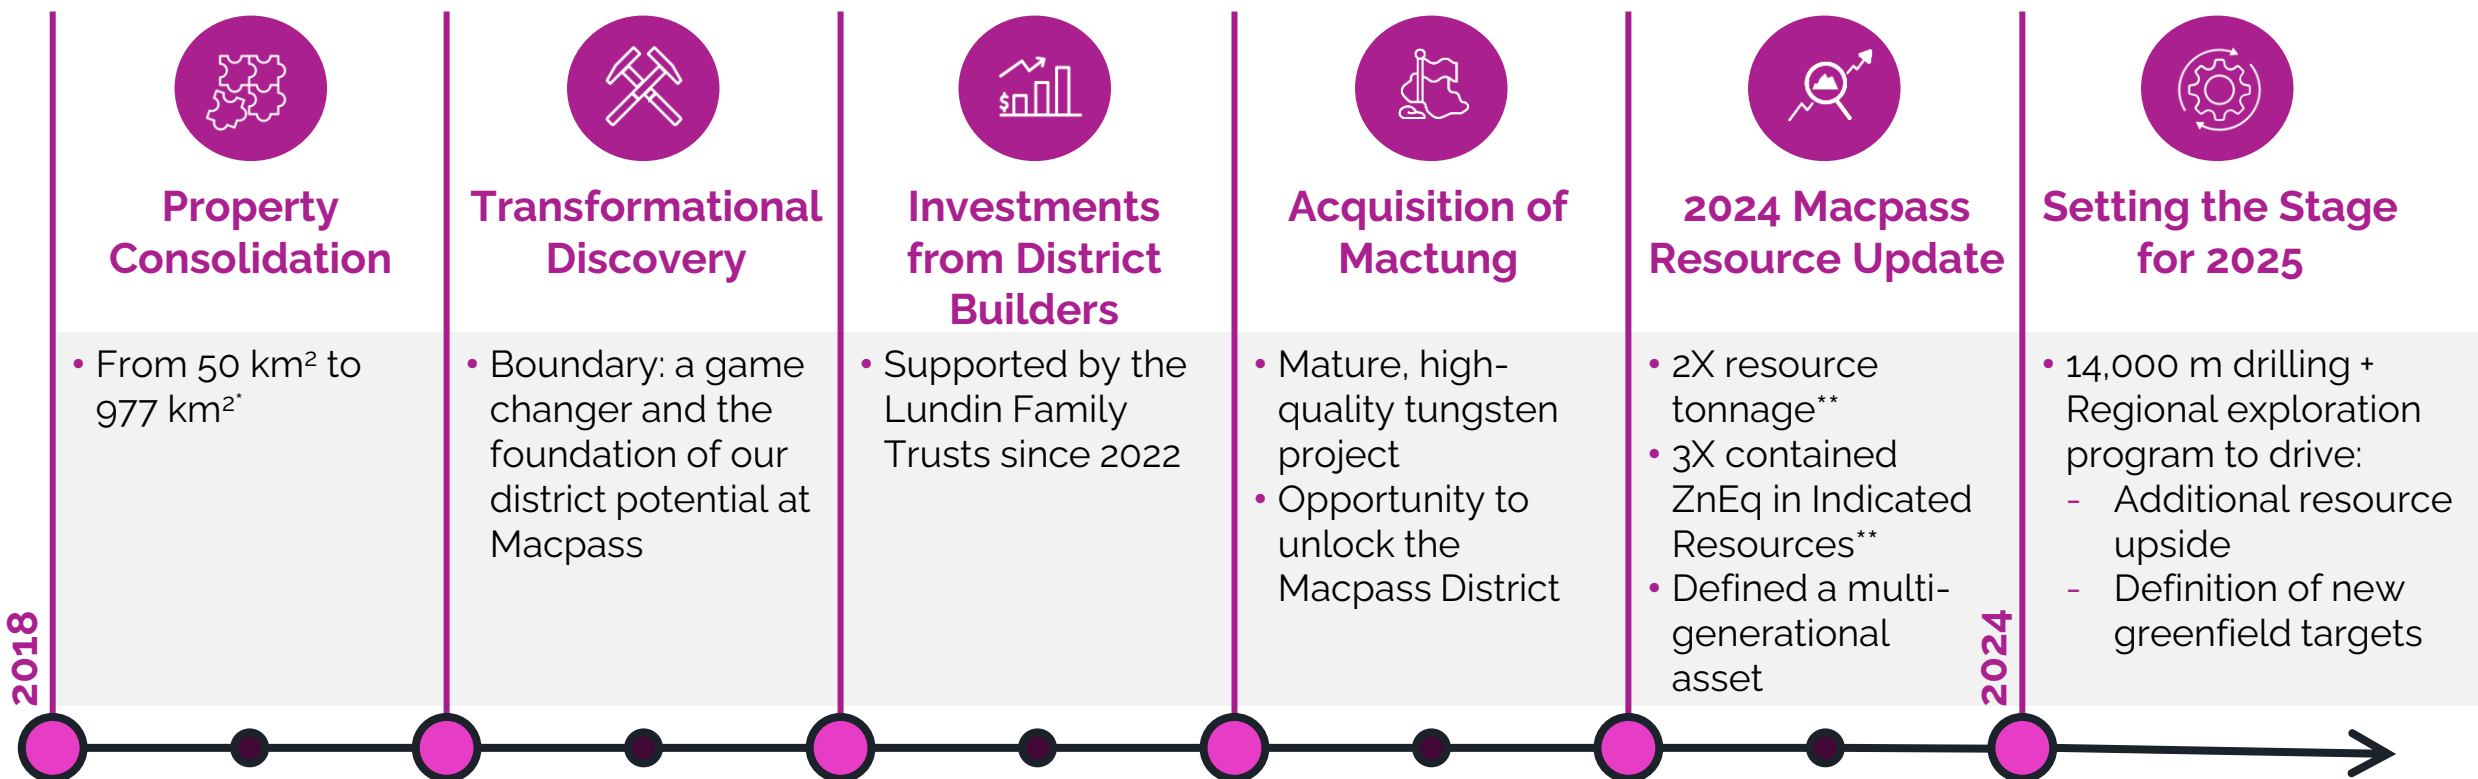 Property
Consolidation
• From 50 km² to
977 km²*
2018
Transformational
Discovery
• Boundary: a game
changer and the
foundation of our
district potential at
Macpass
$
Investments
from District
Builders
• Supported by the
Lundin Family
Trusts since 2022
Acquisition of
Mactung
• Mature, high-
quality tungsten
project
• Opportunity to
unlock the
Macpass District
2024 Macpass
Resource Update
• 2X resource
tonnage**
• 3X contained
ZnEq in Indicated
Resources**
• Defined a multi-
generational
asset
2024
Setting the Stage
for 2025
• 14,000 m drilling +
Regional exploration
program to drive:
- Additional resource
upside
- Definition of new
greenfield targets